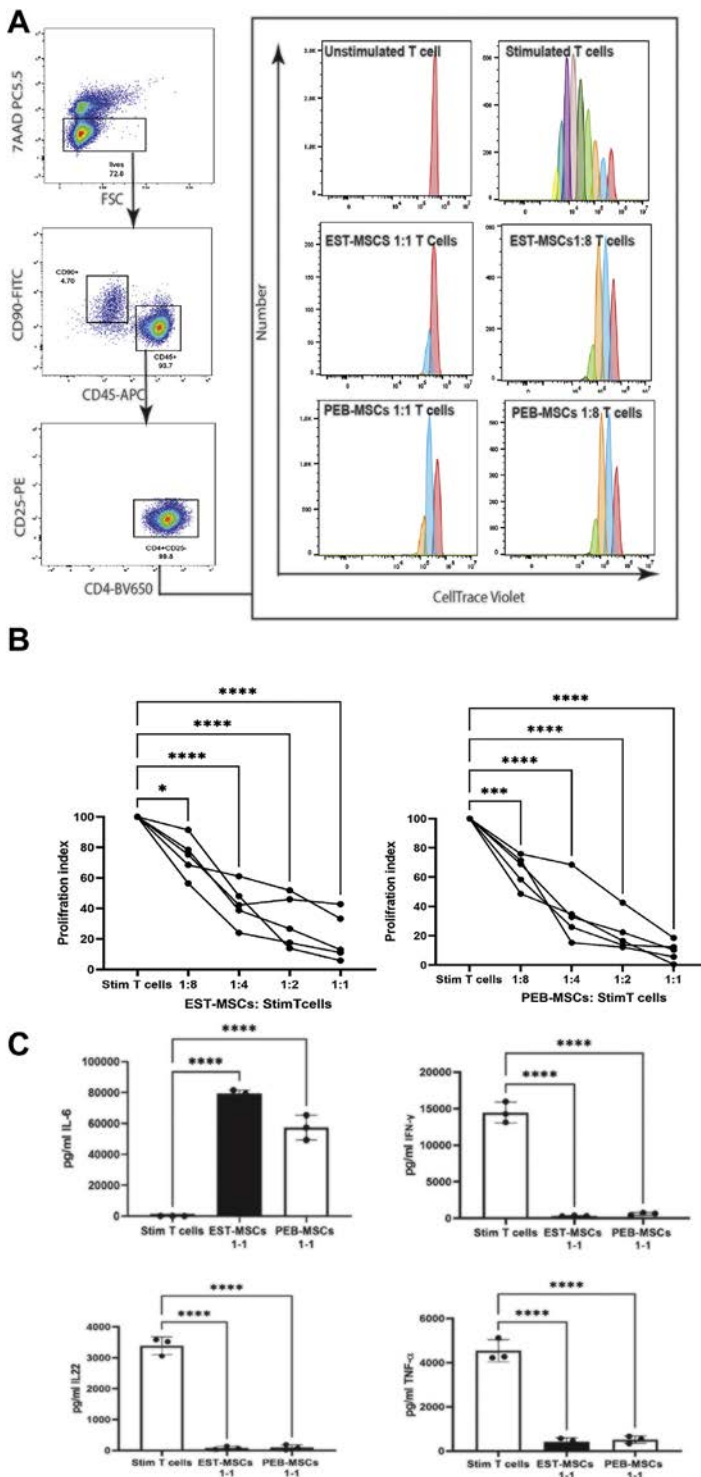 A
7AAD PC5.5
lives
72.8
FSC
CD90-FITC
CD90+
4.70
CD45+
93.7
CD45-APC
CD25-PE
CD4+CD25-
99.5
CD4-BV650
Number
Unstimulated T cell
Stimulated T cells
EST-MSCS 1:1 T Cells
EST-MSCs1:8 T cells
PEB-MSCs 1:1 T cells
PEB-MSCs 1:8 T cells
CellTrace Violet
B
Prolifration index
100
80
60
40
20
0
* **** **** ****
Stim T cells 1:8 1:4 1:2 1:1
EST-MSCs: StimTcells
Prolifration index
100
80
60
40
20
0
*** **** **** ****
Stim T cells 1:8 1:4 1:2 1:1
PEB-MSCs: StimT cells
C
pg/ml IL-6
100000
80000
60000
40000
20000
0
****
****
Stim T cells EST-MSCs PEB-MSCs
1-1 1-1
pg/ml IFN-γ
20000
15000
10000
5000
0
****
****
Stim T cells EST-MSCs PEB-MSCs
1-1 1-1
pg/ml IL22
4000
3000
2000
1000
0
****
****
Stim T cells EST-MSCs PEB-MSCs
1-1 1-1
pg/ml TNF-α
6000
4000
2000
0
****
****
Stim T cells EST-MSCs PEB-MSCs
1-1 1-1